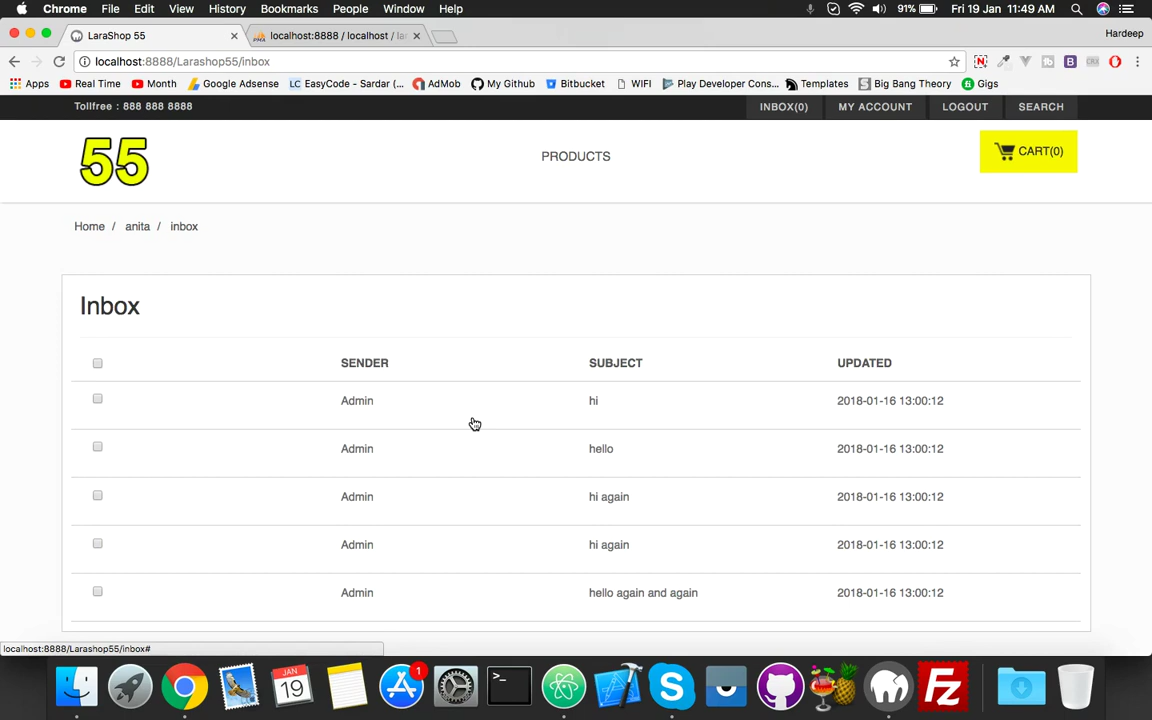 Chrome File Edit View History Bookmarks People Window Help 91% Fri 19 Jan 11:49 AM
LaraShop 55 localhost:8888 / localhost / lar Hardeep
localhost:8888/Larashop55/inbox
Apps Real Time Month Google Adsense LC EasyCode - Sardar (... AdMob My Github Bitbucket WIFI Play Developer Cons... Templates Big Bang Theory Gigs
Tollfree : 888 888 8888 INBOX(0) MY ACCOUNT LOGOUT SEARCH
55 PRODUCTS CART(0)
Home / anita / inbox
Inbox
SENDER SUBJECT UPDATED
Admin hi 2018-01-16 13:00:12
Admin hello 2018-01-16 13:00:12
Admin hi again 2018-01-16 13:00:12
Admin hi again 2018-01-16 13:00:12
Admin hello again and again 2018-01-16 13:00:12
localhost:8888/Larashop55/inbox#
JAN
19
1